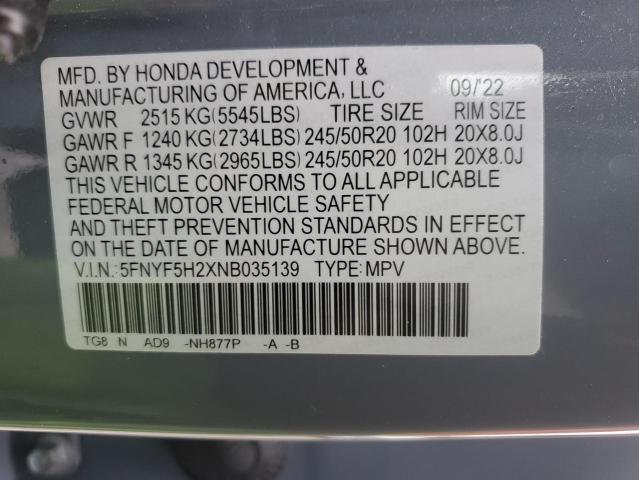 MFD. BY HONDA DEVELOPMENT &
MANUFACTURING OF AMERICA, LLC 09/'22
GVWR 2515 KG(5545LBS) TIRE SIZE RIM SIZE
GAWR F 1240 KG(2734LBS) 245/50R20 102H 20X8.0J
GAWR R 1345 KG(2965LBS) 245/50R20 102H 20X8.0J
THIS VEHICLE CONFORMS TO ALL APPLICABLE
FEDERAL MOTOR VEHICLE SAFETY
AND THEFT PREVENTION STANDARDS IN EFFECT
ON THE DATE OF MANUFACTURE SHOWN ABOVE.
V.I.N.:5FNYF5H2XNB035139 TYPE:MPV
TG8 N AD9 -NH877P -A -B